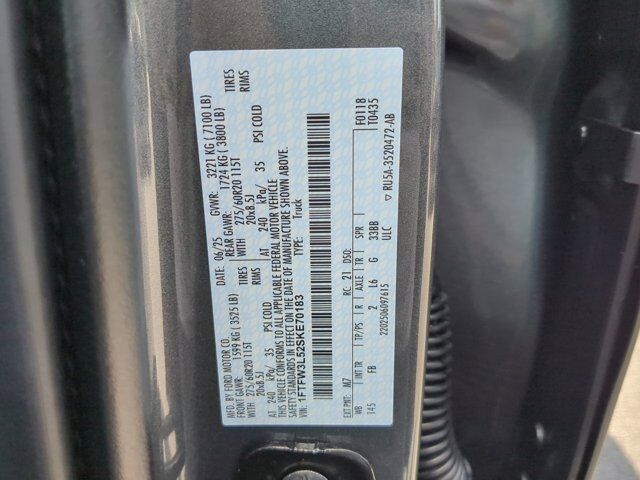 MFD. BY FORD MOTOR CO. DATE: 06/25 GVWR: 3221 KG ( 7100 LB)
FRONT GAWR: 1599 KG ( 3525 LB) REAR GAWR: 1724 KG ( 3800 LB)
WITH 275/60R20 115T TIRES WITH 275/60R20 115T TIRES
20x8.5J RIMS 20x8.5J RIMS
AT 240 kPa/ 35 PSI COLD AT 240 kPa/ 35 PSI COLD
THIS VEHICLE CONFORMS TO ALL APPLICABLE FEDERAL MOTOR VEHICLE
SAFETY STANDARDS IN EFFECT ON THE DATE OF MANUFACTURE SHOWN ABOVE.
VIN: 1FTFW3L52SKE70183 TYPE: Truck
EXT PNT: M7 RC: 21 DSO: F0118
T0435
WB INT TR TP/PS R AXLE TR SPR
145 FB 2 L6 G 33BB
ULC
2202506097615
▽ RU5A-3520472-AB